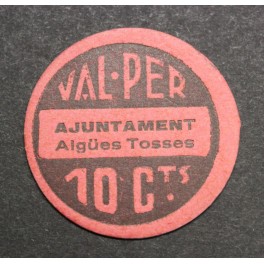 VAL·PER
AJUNTAMENT
Algües Tosses
10 CTS